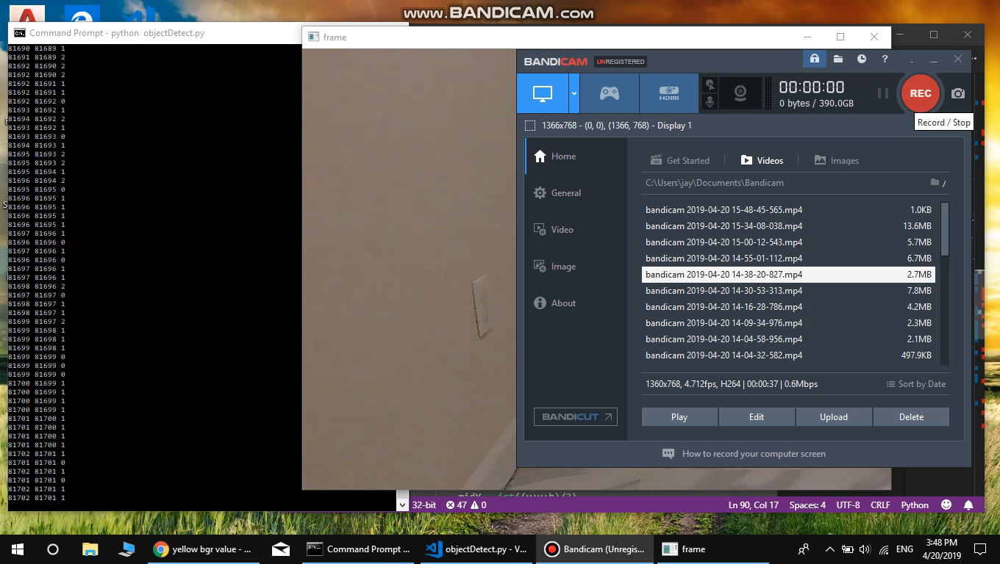 www.BANDICAM.com
Command Prompt - python objectDetect.py
81690 81689 1
81691 81689 2
81692 81690 2
81692 81690 2
81692 81691 1
81692 81691 1
81692 81692 0
81693 81692 1
81694 81692 2
81693 81692 1
81693 81693 0
81694 81693 1
81695 81693 2
81695 81693 2
81695 81694 1
81696 81694 2
81695 81695 0
81696 81695 1
81696 81695 1
81696 81695 1
81696 81695 1
81697 81696 1
81696 81696 0
81697 81696 1
81696 81696 0
81697 81696 1
81697 81696 1
81698 81696 2
81697 81697 0
81698 81697 1
81698 81697 1
81699 81697 2
81699 81698 1
81699 81698 1
81699 81698 1
81699 81699 0
81699 81699 0
81699 81699 0
81700 81699 1
81700 81699 1
81700 81699 1
81700 81699 1
81701 81700 1
81701 81700 1
81701 81700 1
81701 81700 1
81702 81701 1
81701 81701 0
81702 81701 1
81701 81701 0
81702 81701 1
81702 81701 1
frame
BANDICAM UNREGISTERED
?
HDMI
00:00:00
0 bytes / 390.0GB
REC
Record / Stop
1366x768 - (0, 0), (1366, 768) - Display 1
Home
General
Video
Image
About
BANDICUT
Get Started
Videos
Images
C:\Users\jay\Documents\Bandicam
/
bandicam 2019-04-20 15-48-45-565.mp4 1.0KB
bandicam 2019-04-20 15-34-08-038.mp4 13.6MB
bandicam 2019-04-20 15-00-12-543.mp4 5.7MB
bandicam 2019-04-20 14-55-01-112.mp4 6.7MB
bandicam 2019-04-20 14-38-20-827.mp4 2.7MB
bandicam 2019-04-20 14-30-53-313.mp4 7.8MB
bandicam 2019-04-20 14-16-28-786.mp4 4.2MB
bandicam 2019-04-20 14-09-34-976.mp4 2.3MB
bandicam 2019-04-20 14-04-58-956.mp4 2.1MB
bandicam 2019-04-20 14-04-32-582.mp4 497.9KB
1360x768, 4.712fps, H264 | 00:00:37 | 0.6Mbps
Sort by Date
Play
Edit
Upload
Delete
How to record your computer screen
32-bit
47
0
Ln 90, Col 17
Spaces: 4
UTF-8
CRLF
Python
yellow bgr value - ...
Command Prompt ...
objectDetect.py - V...
Bandicam (Unregis...
frame
ENG
3:48 PM
4/20/2019